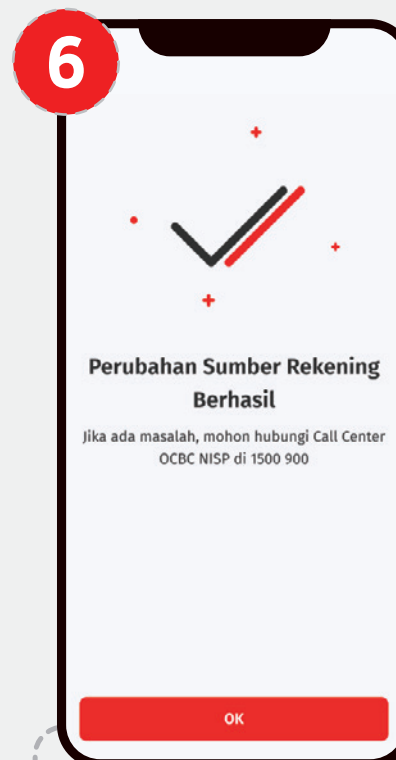 6
Perubahan Sumber Rekening
Berhasil
Jika ada masalah, mohon hubungi Call Center
OCBC NISP di 1500 900
OK